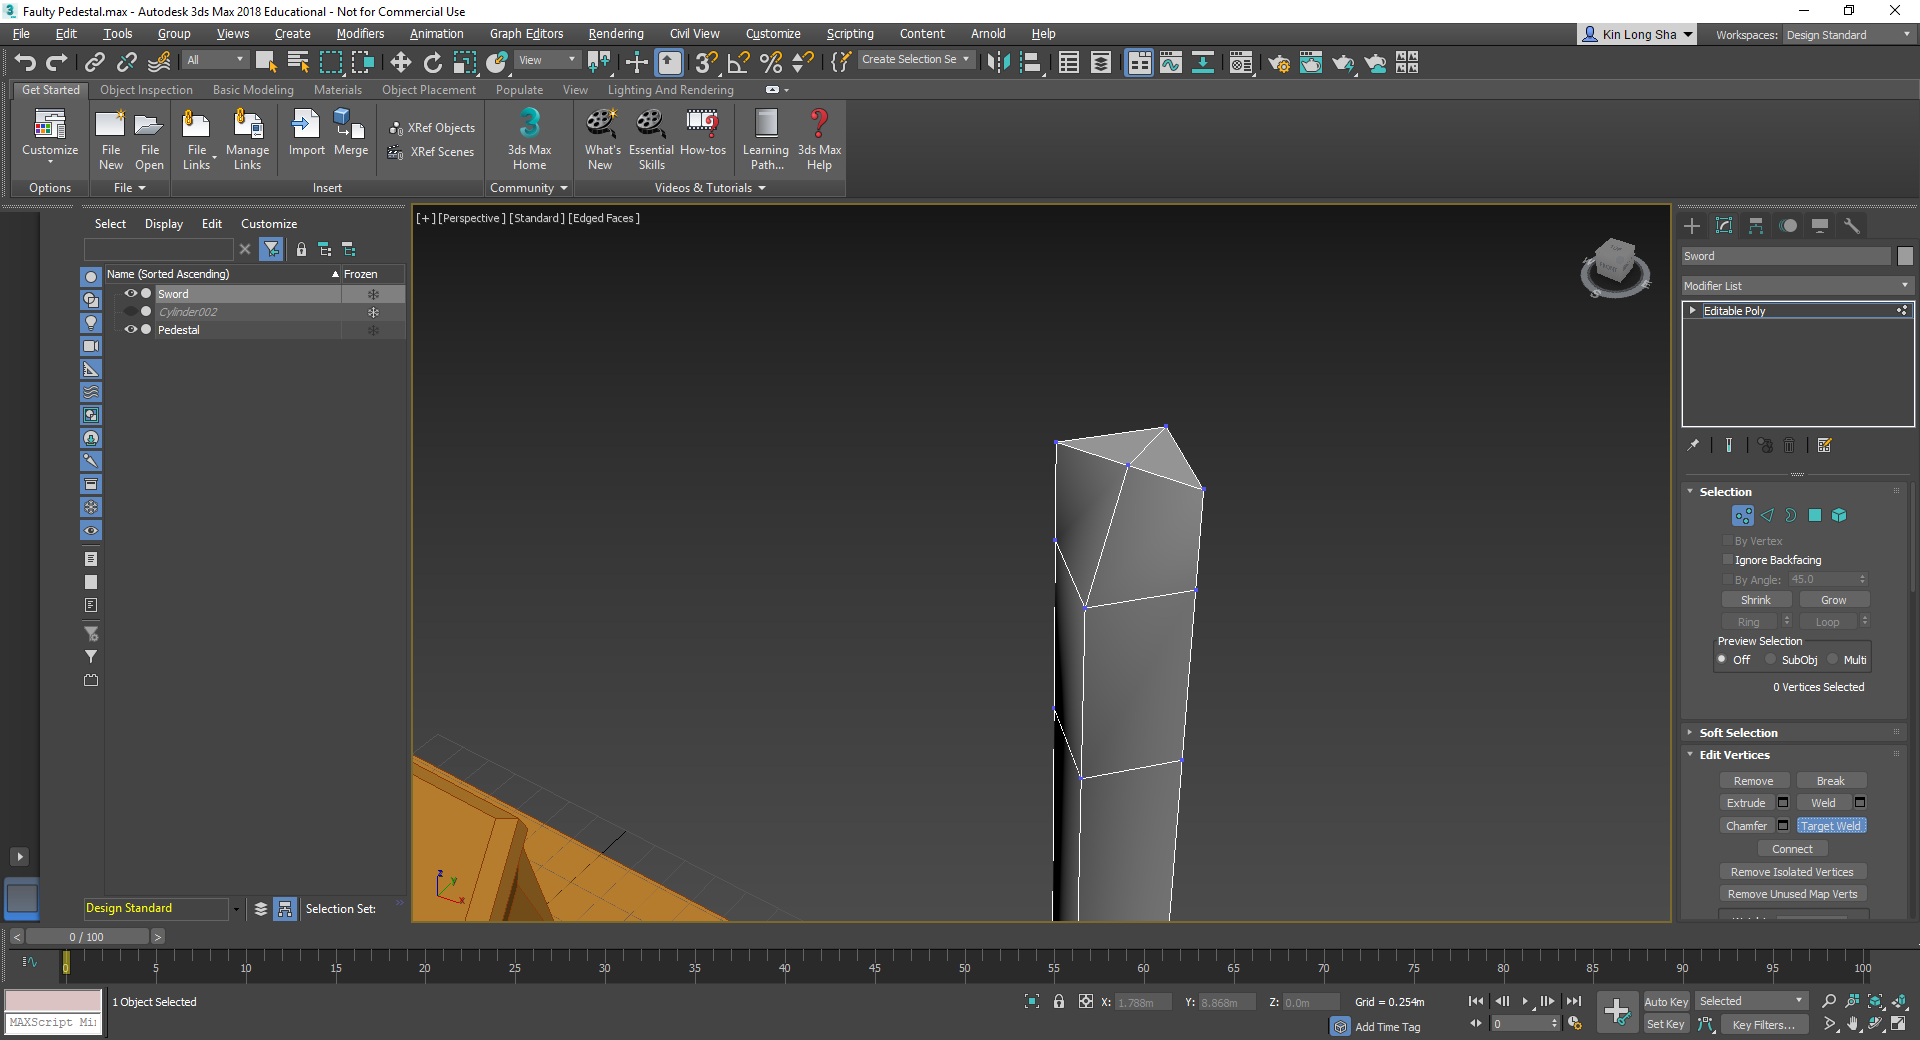 Faulty Pedestal.max - Autodesk 3ds Max 2018 Educational - Not for Commercial Use
File Edit Tools Group Views Create Modifiers Animation Graph Editors Rendering Civil View Customize Scripting Content Arnold Help
Kin Long Sha
Workspaces: Design Standard
All
View
Create Selection Se
Get Started Object Inspection Basic Modeling Materials Object Placement Populate View Lighting And Rendering
Customize
File New
File Open
File Links
Manage Links
Import
Merge
XRef Objects
XRef Scenes
3ds Max Home
What's New
Essential Skills
How-tos
Learning Path...
3ds Max Help
Options
File
Insert
Community
Videos & Tutorials
Select Display Edit Customize
Name (Sorted Ascending) Frozen
Sword
Cylinder002
Pedestal
[+] [Perspective ] [Standard ] [Edged Faces ]
z
y
x
S
E
Sword
Modifier List
Editable Poly
Selection
By Vertex
Ignore Backfacing
By Angle: 45.0
Shrink Grow
Ring Loop
Preview Selection
Off SubObj Multi
0 Vertices Selected
Soft Selection
Edit Vertices
Remove Break
Extrude Weld
Chamfer Target Weld
Connect
Remove Isolated Vertices
Remove Unused Map Verts
Design Standard
Selection Set:
< 0 / 100 >
0 5 10 15 20 25 30 35 40 45 50 55 60 65 70 75 80 85 90 95 100
1 Object Selected
MAXScript Mi
X: 1.788m Y: 8.868m Z: 0.0m Grid = 0.254m
Add Time Tag
0
Auto Key Selected
Set Key Key Filters...